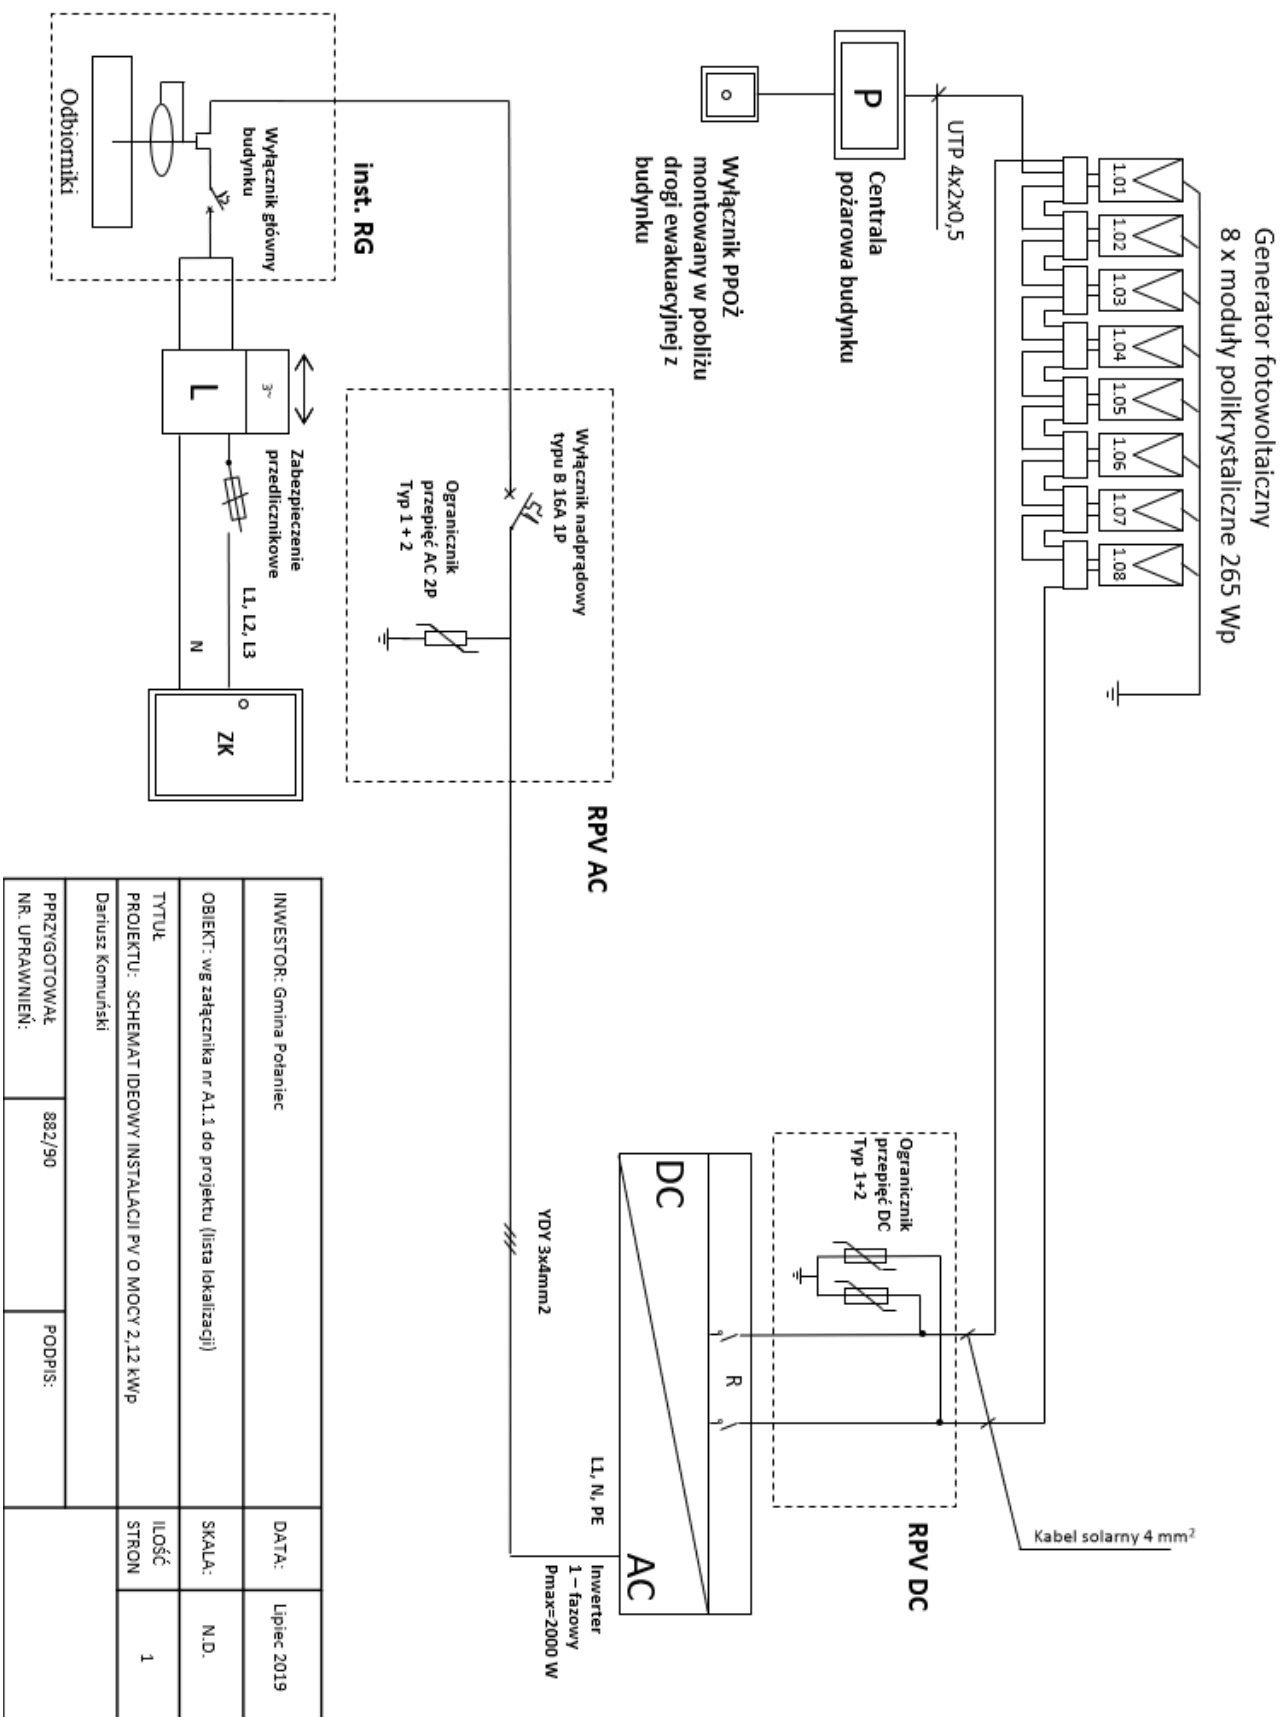 Generator fotowoltaiczny
8 x moduły polikrystaliczne 265 Wp
1.01
1.02
1.03
1.04
1.05
1.06
1.07
1.08
UTP 4x2x0,5
P
Centrala
pożarowa budynku
Wyłącznik PPOŻ
montowany w pobliżu
drogi ewakuacyjnej z
budynku
Kabel solarny 4 mm²
RPV DC
Ogranicznik
przepięć DC
Typ 1+2
R
DC
AC
L1, N, PE
Inwerter
1 – fazowy
Pmax=2000 W
YDY 3x4mm2
RPV AC
Wyłącznik nadprądowy
typu B 16A 1P
Ogranicznik
przepięć AC 2P
Typ 1 + 2
inst. RG
Wyłącznik główny
budynku
Odbiorniki
3~
L
Zabezpieczenie
przedlicznikowe
L1, L2, L3
N
ZK
INWESTOR: Gmina Połaniec
DATA:
Lipiec 2019
OBIEKT: wg załącznika nr A1.1 do projektu (lista lokalizacji)
SKALA:
N.D.
TYTUŁ
PROJEKTU: SCHEMAT IDEOWY INSTALACJI PV O MOCY 2,12 kWp
ILOŚĆ
STRON
1
Dariusz Komuński
PPRZYGOTOWAŁ
NR. UPRAWNIEŃ:
882/90
PODPIS: